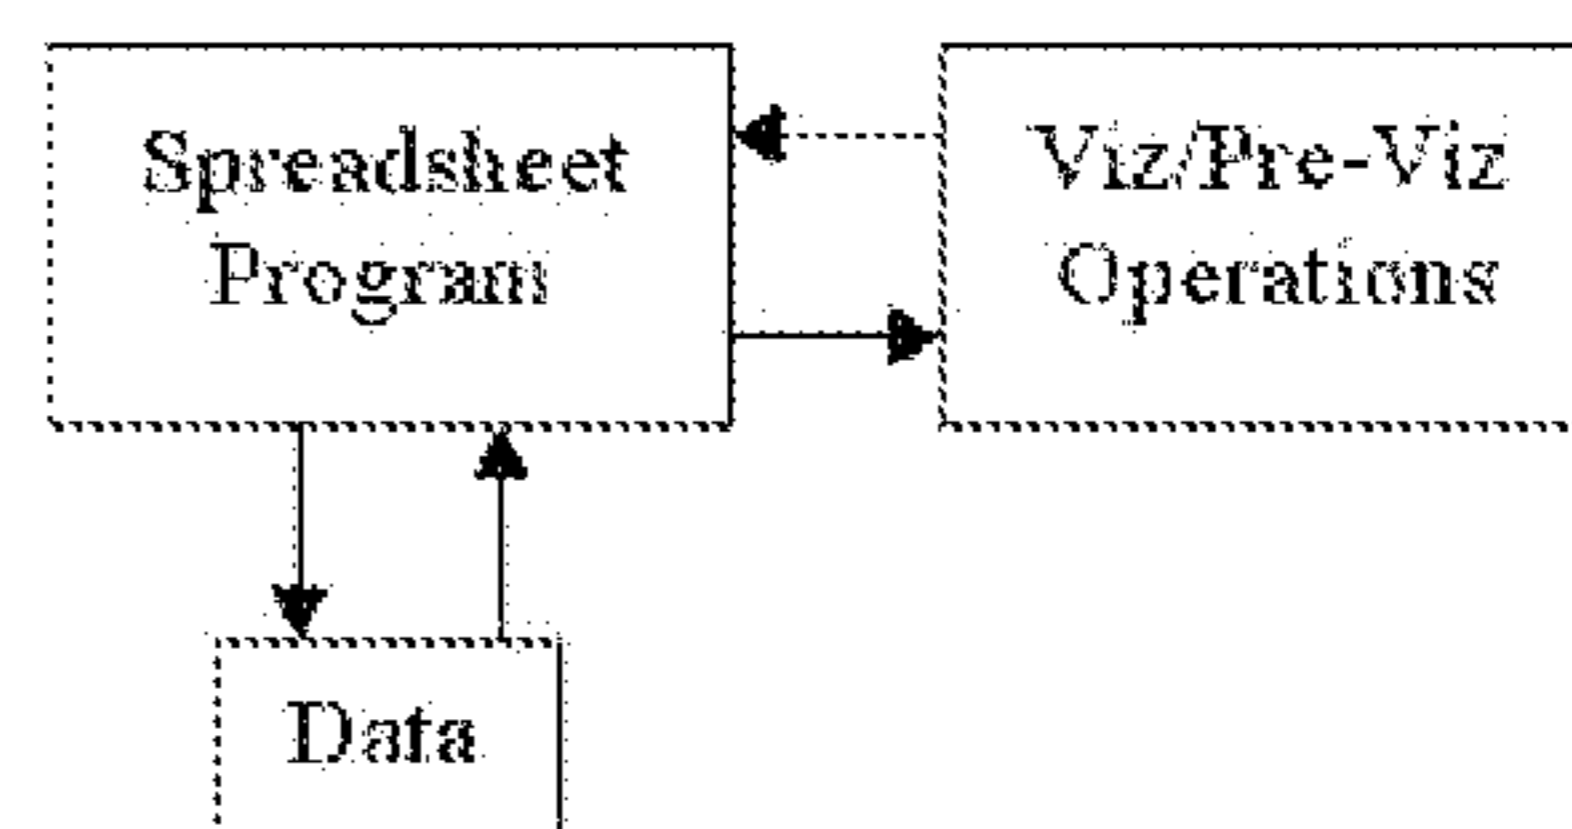 Spreadsheet
Program
Viz/Pre-Viz
Operations
Data